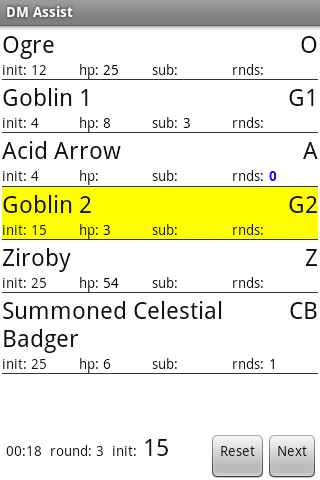 DM Assist
Ogre O
init: 12 hp: 25 sub: rnds:
Goblin 1 G1
init: 4 hp: 8 sub: 3 rnds:
Acid Arrow A
init: 4 hp: sub: rnds: 0
Goblin 2 G2
init: 15 hp: 3 sub: rnds:
Ziroby Z
init: 25 hp: 54 sub: rnds:
Summoned Celestial CB
Badger
init: 25 hp: 6 sub: rnds: 1
00:18 round: 3 init: 15 Reset Next